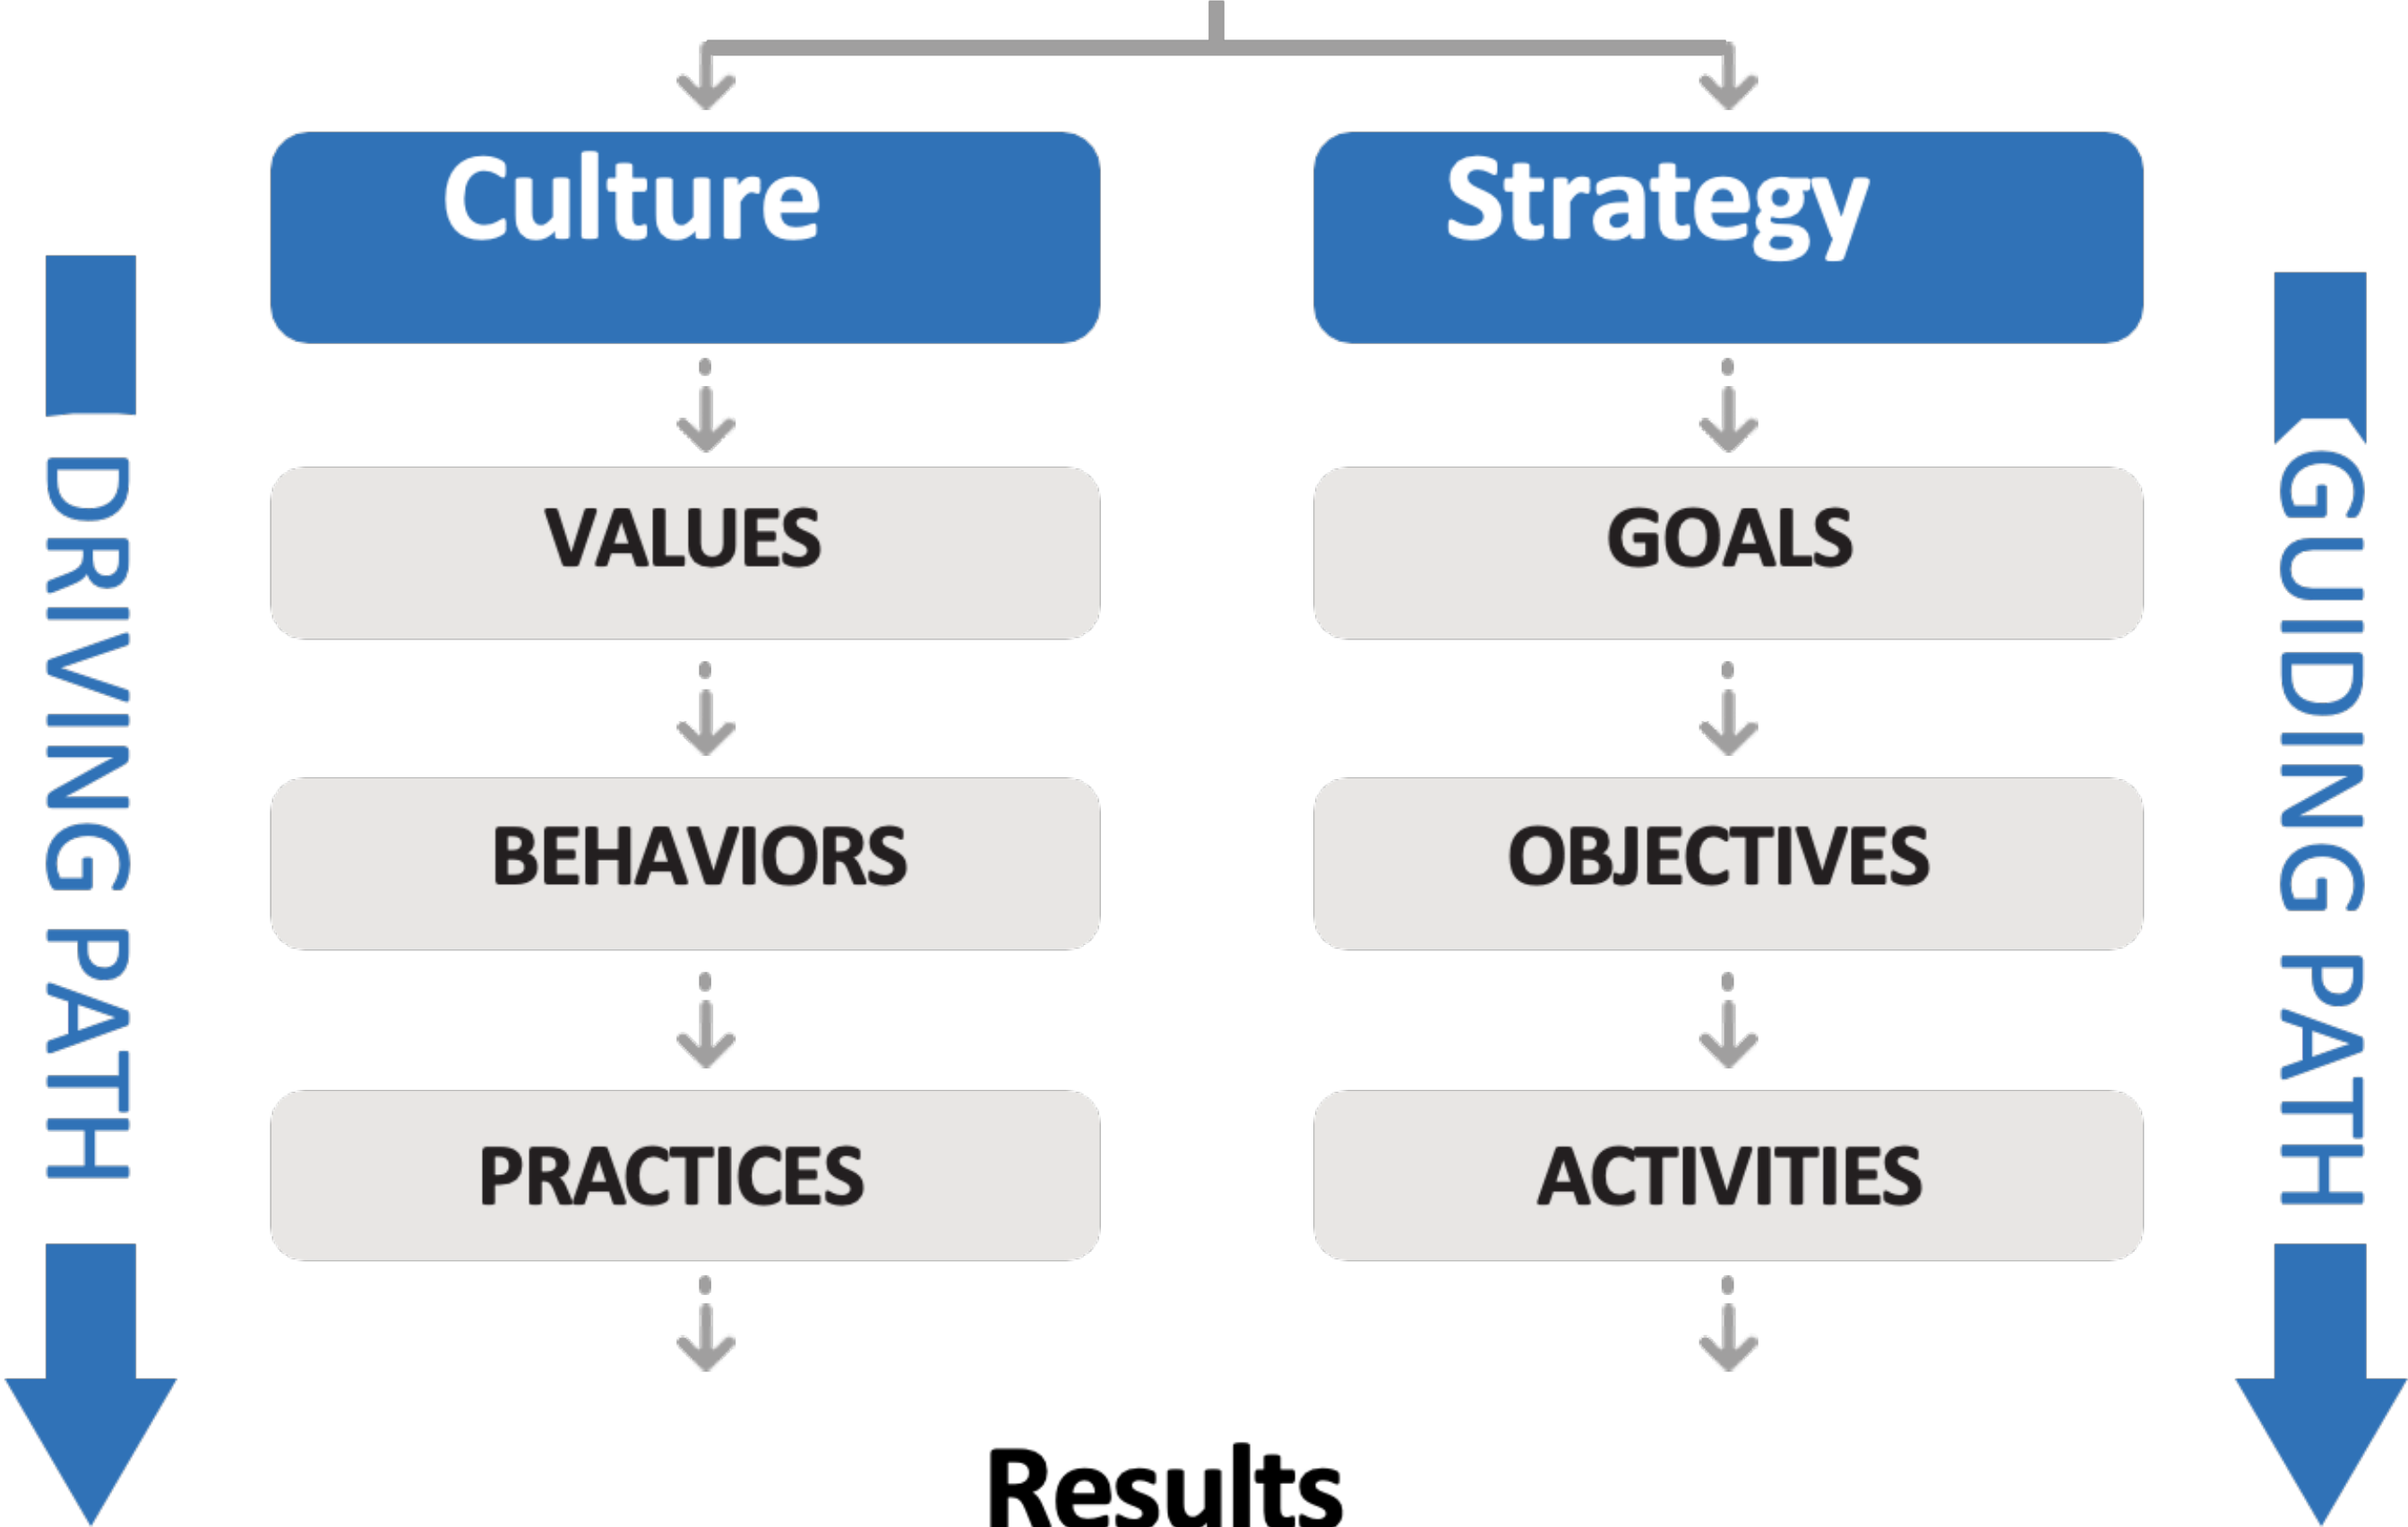 Culture
Strategy
VALUES
GOALS
BEHAVIORS
OBJECTIVES
PRACTICES
ACTIVITIES
DRIVING PATH
GUIDING PATH
Results